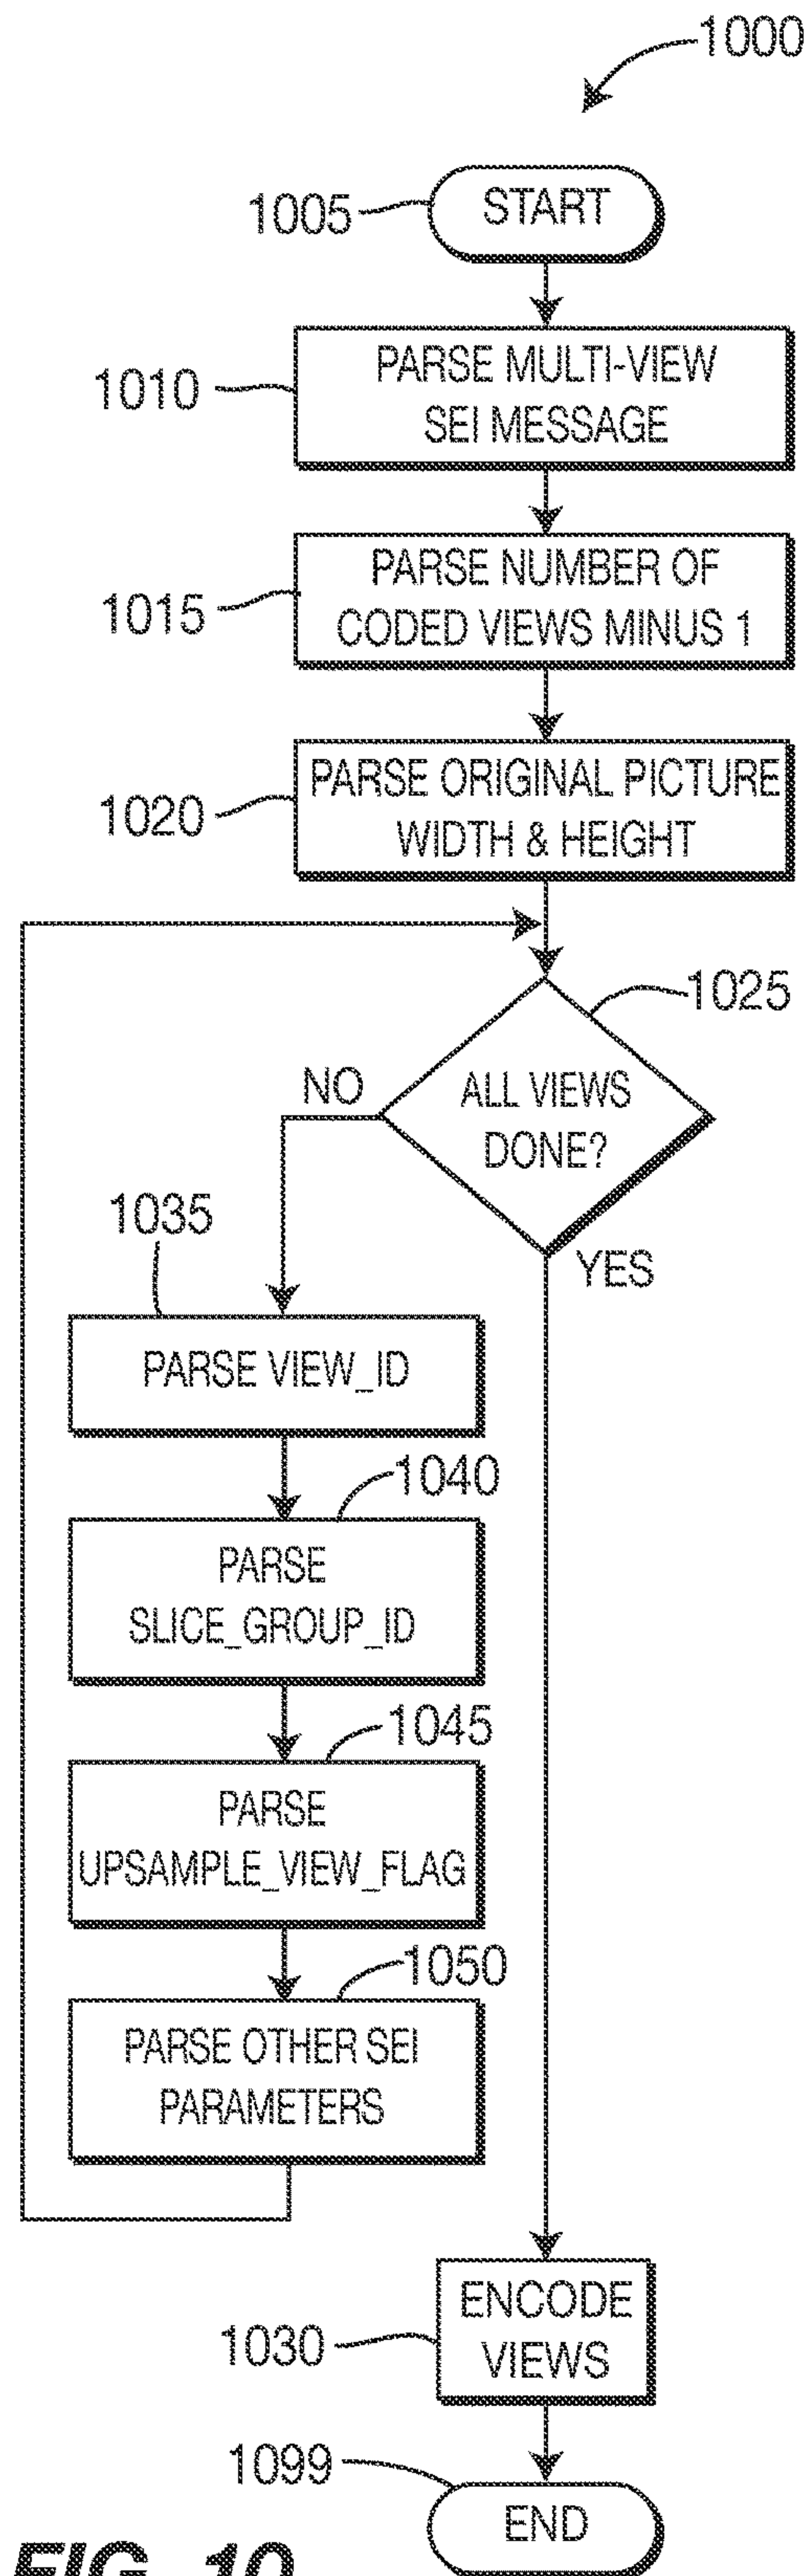 1000
1005
START
1010
PARSE MULTI-VIEW
SEI MESSAGE
1015
PARSE NUMBER OF
CODED VIEWS MINUS 1
1020
PARSE ORIGINAL PICTURE
WIDTH & HEIGHT
1025
ALL VIEWS
DONE?
NO
YES
1035
PARSE VIEW_ID
1040
PARSE
SLICE_GROUP_ID
1045
PARSE
UPSAMPLE_VIEW_FLAG
1050
PARSE OTHER SEI
PARAMETERS
1030
ENCODE
VIEWS
1099
END
FIG. 10